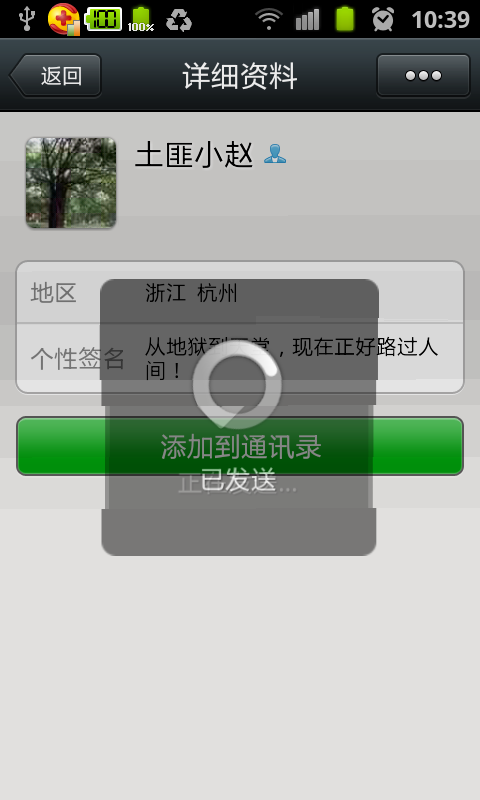 100%
10:39
返回
详细资料
土匪小赵
地区
浙江 杭州
个性签名
从地狱到天堂，现在正好路过人
间！
添加到通讯录
已发送